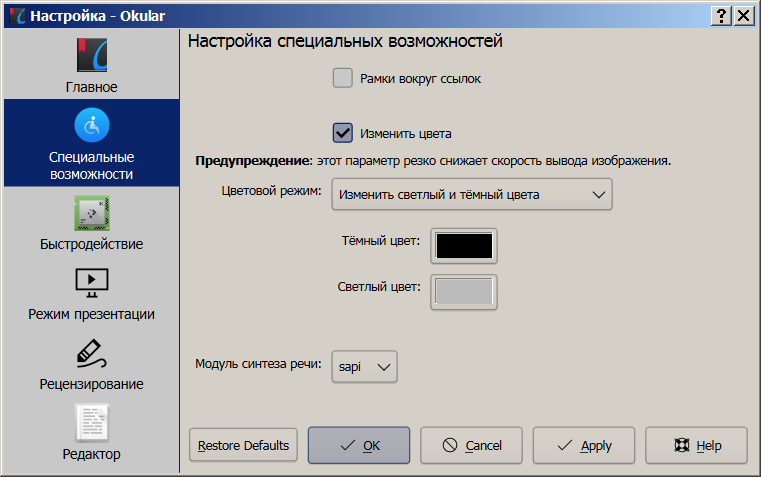 Настройка - Okular
Главное
Специальные
возможности
Быстродействие
Режим презентации
Рецензирование
Редактор
Настройка специальных возможностей
Рамки вокруг ссылок
Изменить цвета
Предупреждение: этот параметр резко снижает скорость вывода изображения.
Цветовой режим: Изменить светлый и тёмный цвета
Тёмный цвет:
Светлый цвет:
Модуль синтеза речи: sapi
Restore Defaults OK Cancel Apply Help